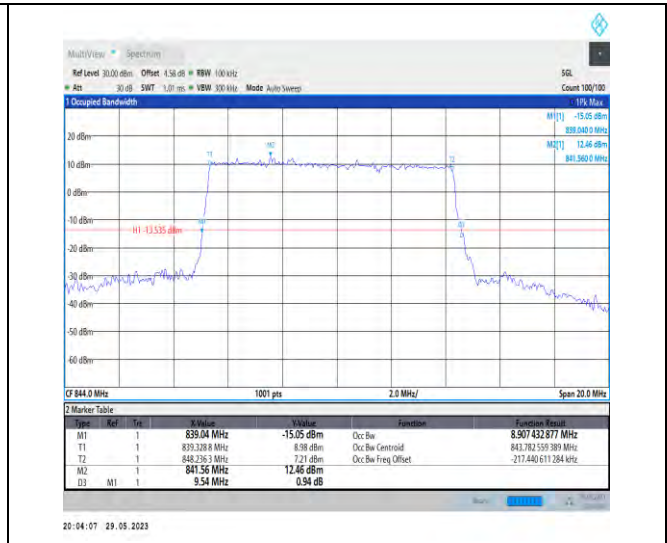 MultiView Spectrum
Ref Level 30.00 dBm Offset 4.58 dB RBW 100 kHz SGL
Att 30 dB SWT 1.01 ms VBW 300 kHz Mode Auto Sweep Count 100/100
1 Occupied Bandwidth 1Pk Max
M1[1] -15.05 dBm
839.040 0 MHz
M2[1] 12.46 dBm
841.560 0 MHz
20 dBm
T1 M2 T2
10 dBm
0 dBm
-10 dBm
H1 -13.535 dBm
-20 dBm
-30 dBm
-40 dBm
-50 dBm
-60 dBm
CF 844.0 MHz 1001 pts 2.0 MHz/ Span 20.0 MHz
2 Marker Table
Type Ref Trc X-Value Y-Value Function Function Result
M1 1 839.04 MHz -15.05 dBm Occ Bw 8.907 432 877 MHz
T1 1 839.328 8 MHz 8.98 dBm Occ Bw Centroid 843.782 559 389 MHz
T2 1 848.236 3 MHz 7.21 dBm Occ Bw Freq Offset -217.440 611 284 kHz
M2 1 841.56 MHz 12.46 dBm
D3 M1 1 9.54 MHz 0.94 dB
20:04:07 29.05.2023